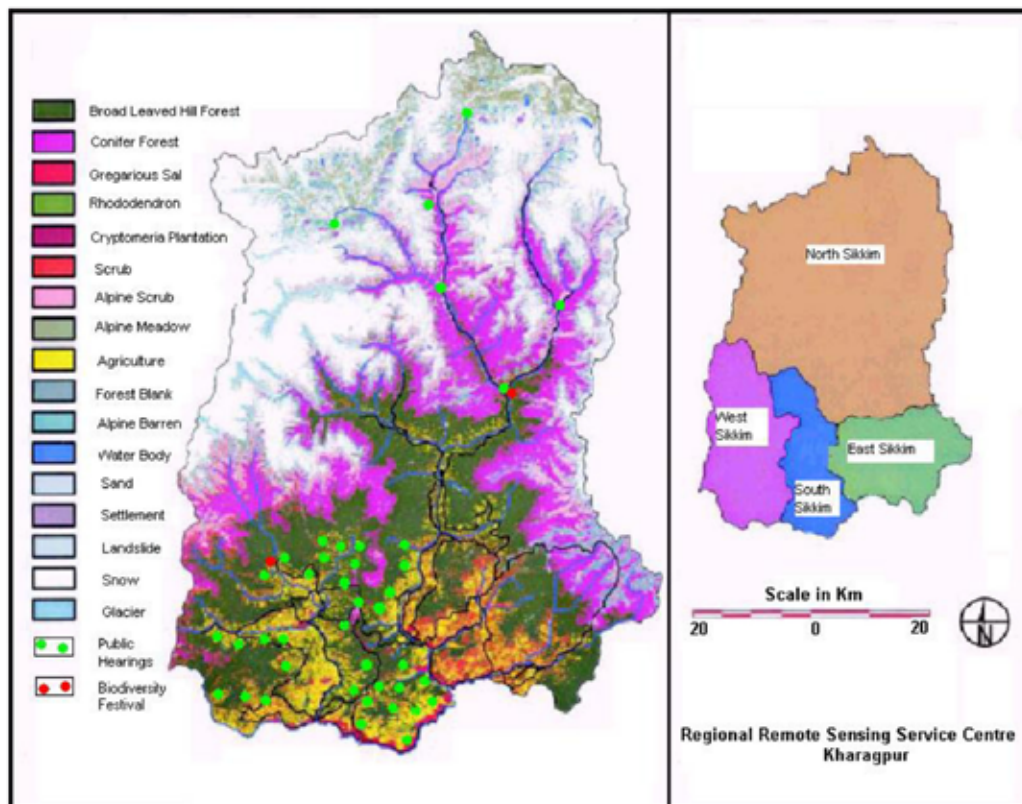 Broad Leaved Hill Forest
Conifer Forest
Gregarious Sal
Rhododendron
Cryptomeria Plantation
Scrub
Alpine Scrub
Alpine Meadow
Agriculture
Forest Blank
Alpine Barren
Water Body
Sand
Settlement
Landslide
Snow
Glacier
Public
Hearings
Biodiversity
Festival
North Sikkim
West
Sikkim
East Sikkim
South
Sikkim
Scale in Km
20 0 20
N
Regional Remote Sensing Service Centre
Kharagpur